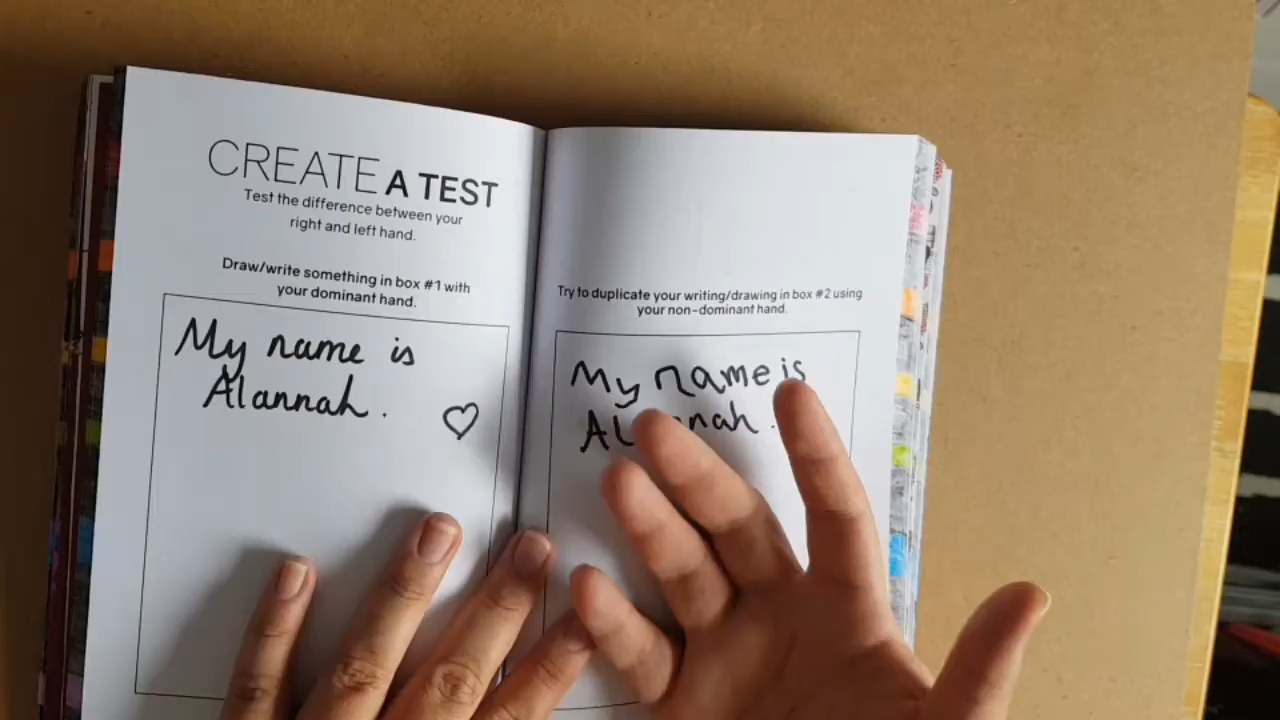 CREATE A TEST
Test the difference between your
right and left hand.
Draw/write something in box #1 with
your dominant hand.
My name is
Alannah.
Try to duplicate your writing/drawing in box #2 using
your non-dominant hand.
My name is